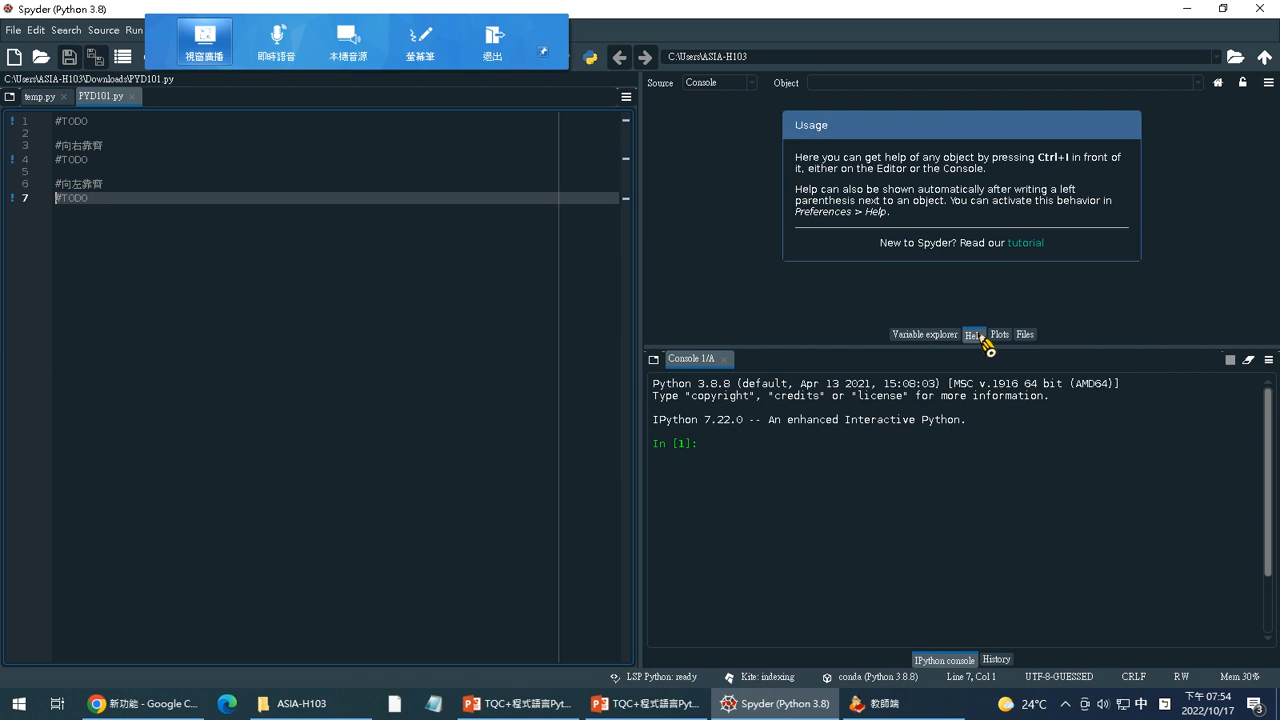 Spyder (Python 3.8)
File Edit Search Source Run
視窗廣播 即時語音 本機音源 螢幕筆 退出
C:\Users\ASIA-H103
C:\Users\ASIA-H103\Downloads\PYD101.py
temp.py PYD101.py
1 #TODO
2
3 #向右靠齊
4 #TODO
5
6 #向左靠齊
7 #TODO
Source Console Object
Usage
Here you can get help of any object by pressing Ctrl+I in front of
it, either on the Editor or the Console.
Help can also be shown automatically after writing a left
parenthesis next to an object. You can activate this behavior in
Preferences > Help.
New to Spyder? Read our tutorial
Variable explorer Help Plots Files
Console 1/A
Python 3.8.8 (default, Apr 13 2021, 15:08:03) [MSC v.1916 64 bit (AMD64)]
Type "copyright", "credits" or "license" for more information.
IPython 7.22.0 -- An enhanced Interactive Python.
In [1]:
IPython console History
LSP Python: ready Kite: indexing conda (Python 3.8.8) Line 7, Col 1 UTF-8-GUESSED CRLF RW Mem 30%
新功能 - Google C... ASIA-H103 TQC+程式語言Pyt... TQC+程式語言Pyt... Spyder (Python 3.8) 教師端 24°C 中 下午 07:54
2022/10/17